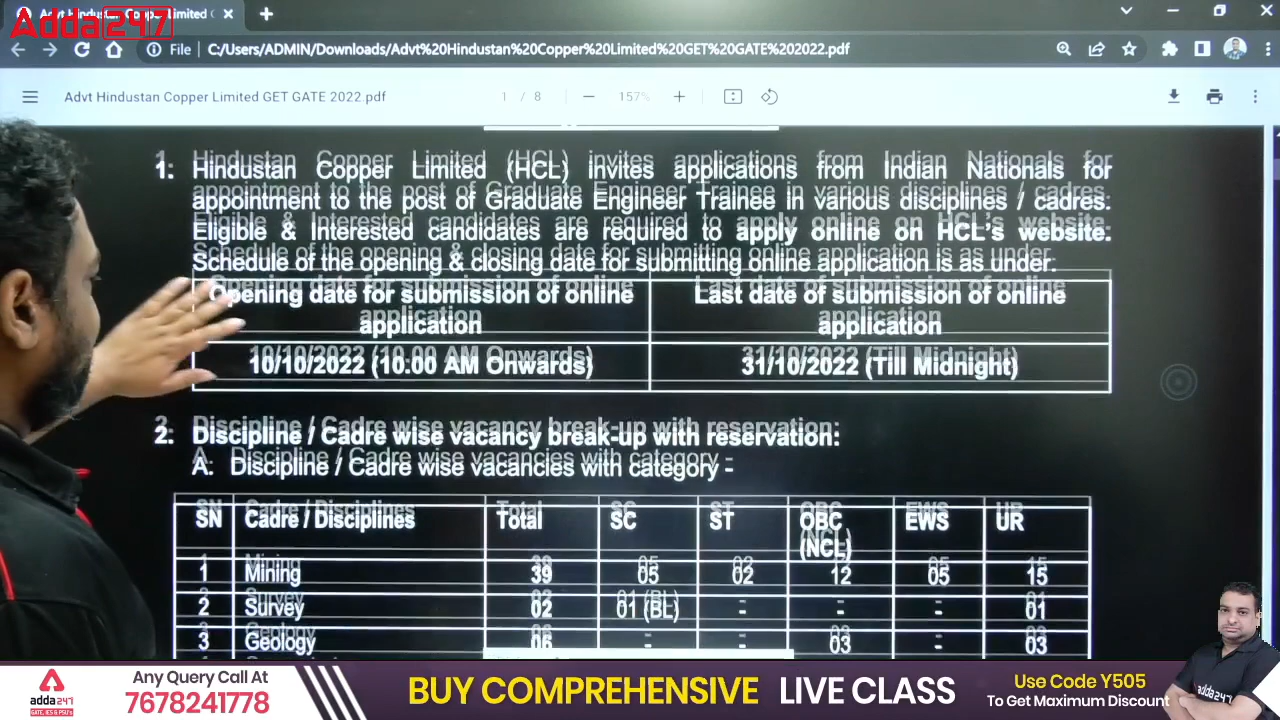 Advt Hindustan Copper Limited
Adda247
File C:/Users/ADMIN/Downloads/Advt%20Hindustan%20Copper%20Limited%20GET%20GATE%202022.pdf
Advt Hindustan Copper Limited GET GATE 2022.pdf 1 / 8 157%
1. Hindustan Copper Limited (HCL) invites applications from Indian Nationals for
appointment to the post of Graduate Engineer Trainee in various disciplines / cadres.
Eligible & Interested candidates are required to apply online on HCL's website.
Schedule of the opening & closing date for submitting online application is as under:
Opening date for submission of online application Last date of submission of online application
10/10/2022 (10.00 AM Onwards) 31/10/2022 (Till Midnight)
2. Discipline / Cadre wise vacancy break-up with reservation:
A. Discipline / Cadre wise vacancies with category -
SN Cadre / Disciplines Total SC ST OBC (NCL) EWS UR
1 Mining 39 05 02 12 05 15
2 Survey 02 01 (BL) - - - 01
3 Geology 06 - - 03 - 03
adda247
GATE, IES & PSU's
Any Query Call At
7678241778
BUY COMPREHENSIVE LIVE CLASS
Use Code Y505
To Get Maximum Discount
adda247